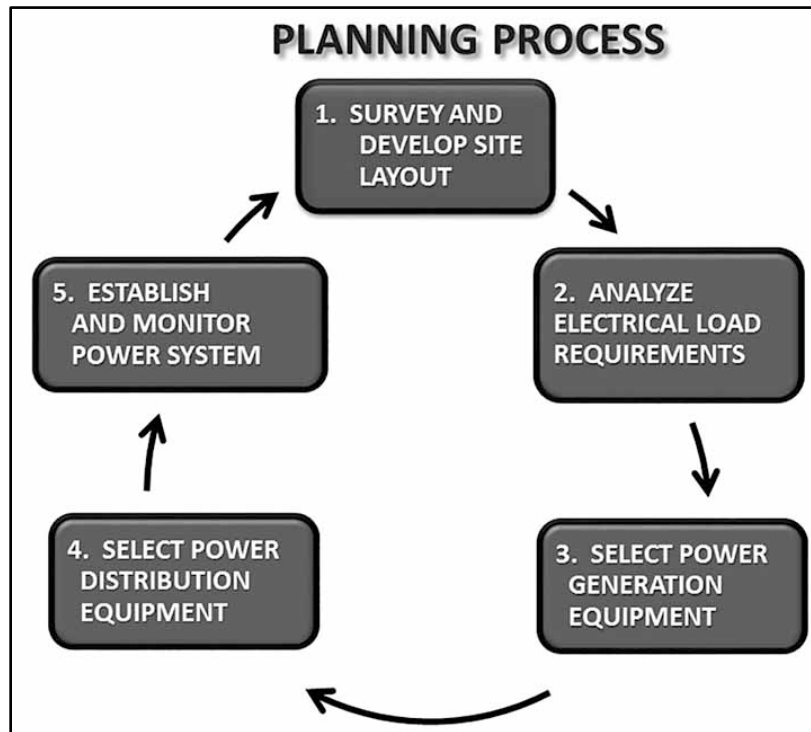 PLANNING PROCESS
1. SURVEY AND
DEVELOP SITE
LAYOUT
2. ANALYZE
ELECTRICAL LOAD
REQUIREMENTS
3. SELECT POWER
GENERATION
EQUIPMENT
4. SELECT POWER
DISTRIBUTION
EQUIPMENT
5. ESTABLISH
AND MONITOR
POWER SYSTEM